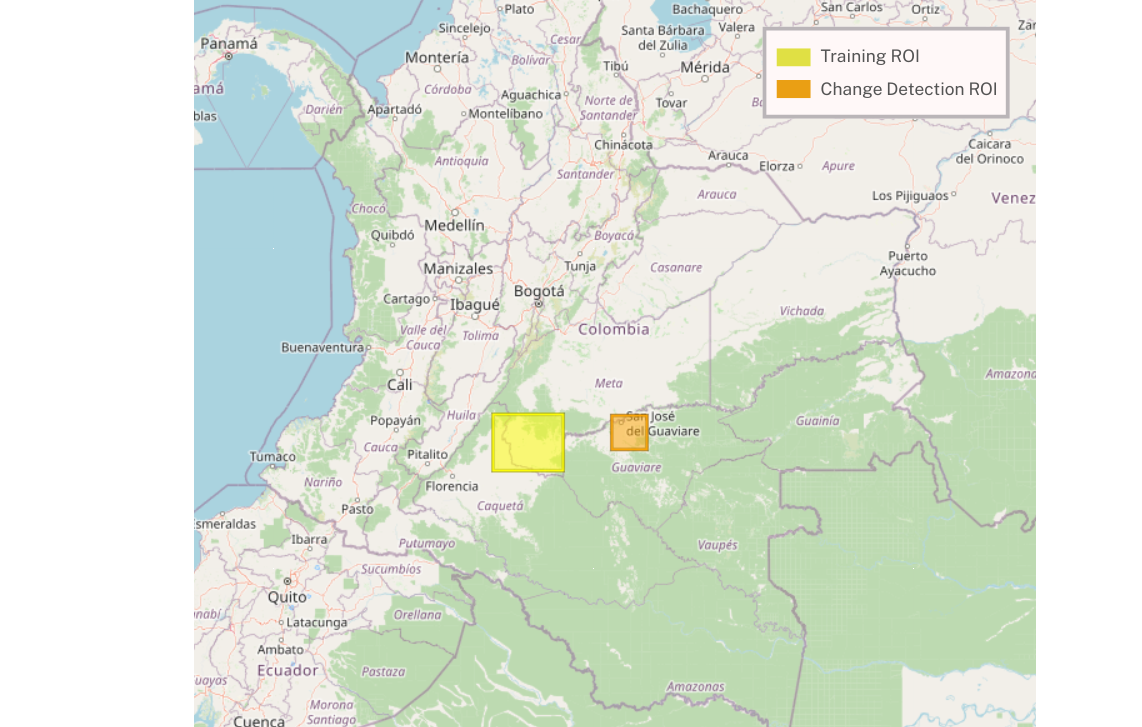 Plato
Bachaquero
San Carlos
Ortiz
Zar
Sincelejo
Santa Bárbara
del Zulia
Valera
Panamá
Cesar
Montería
Bolívar
Tibú
Mérida
Training ROI
Change Detection ROI
amá
Córdoba
Aguachica
Norte de
Santander
Tovar
Ba
blas
Darién
Apartadó
Montelíbano
Chinácota
Caicara
del Orinoco
Antioquia
Arauca
Elorza
Apure
Santander
Arauca
Los Pijiguaos
Venez
Chocó
Quibdó
Medellín
Boyacá
Puerto
Ayacucho
Manizales
Tunja
Casanare
Cartago
Ibagué
Bogotá
Vichada
Valle del
Cauca
Tolima
Colombia
Buenaventura
Cali
Meta
Amazona
Popayán
Huila
San José
del Guaviare
Guainía
Cauca
Pitalito
Tumaco
Guaviare
Nariño
Florencia
Caquetá
Pasto
smeraldas
Ibarra
Putumayo
Vaupés
Sucumbíos
Quito
nabí
Latacunga
Orellana
Ambato
Ecuador
Pastaza
uayas
Amazonas
Morona
Santiago
Cuenca